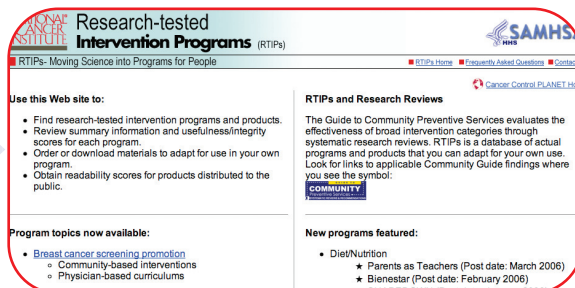 NATIONAL
CANCER
INSTITUTE
Research-tested
Intervention Programs (RTIPs)
SAMHSA
HHS
RTIPs- Moving Science into Programs for People
RTIPs Home Frequently Asked Questions Contac
Cancer Control PLANET Ho
Use this Web site to:
• Find research-tested intervention programs and products.
• Review summary information and usefulness/integrity
scores for each program.
• Order or download materials to adapt for use in your own
program.
• Obtain readability scores for products distributed to the
public.
RTIPs and Research Reviews
The Guide to Community Preventive Services evaluates the
effectiveness of broad intervention categories through
systematic research reviews. RTIPs is a database of actual
programs and products that you can adapt for your own use.
Look for links to applicable Community Guide findings where
you see the symbol:
COMMUNITY
Preventive Services
Program topics now available:
• Breast cancer screening promotion
○ Community-based interventions
○ Physician-based curriculums
New programs featured:
• Diet/Nutrition
★ Parents as Teachers (Post date: March 2006)
★ Bienestar (Post date: February 2006)